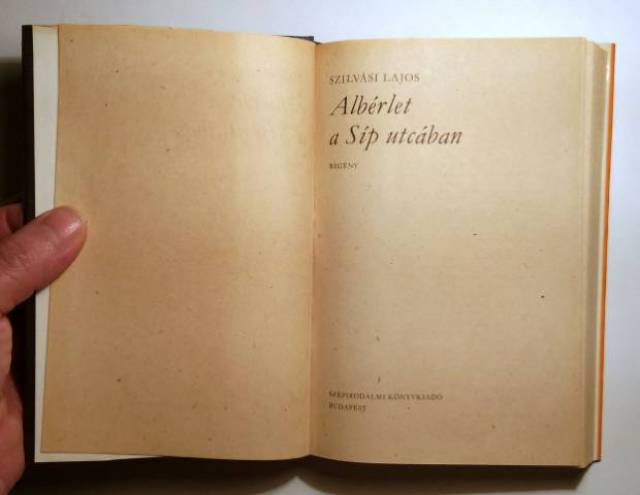 SZILVÁSI LAJOS
Albérlet
a Síp utcában
REGÉNY
SZÉPIRODALMI KÖNYVKIADÓ
BUDAPEST